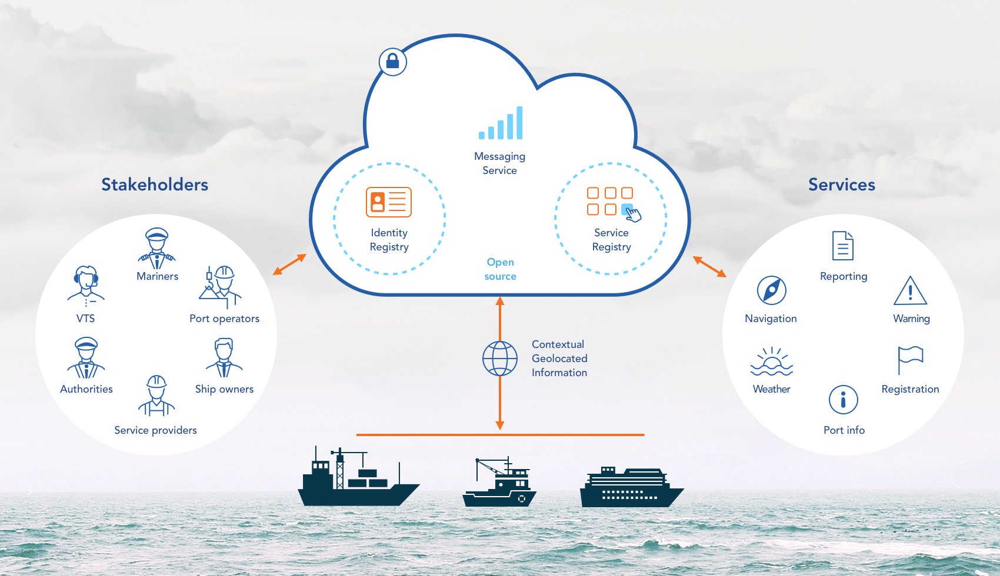 Messaging
Service
Identity
Registry
Service
Registry
Open
source
Stakeholders
Mariners
VTS
Port operators
Authorities
Ship owners
Service providers
Contextual
Geolocated
Information
Services
Reporting
Navigation
Warning
Weather
Registration
Port info